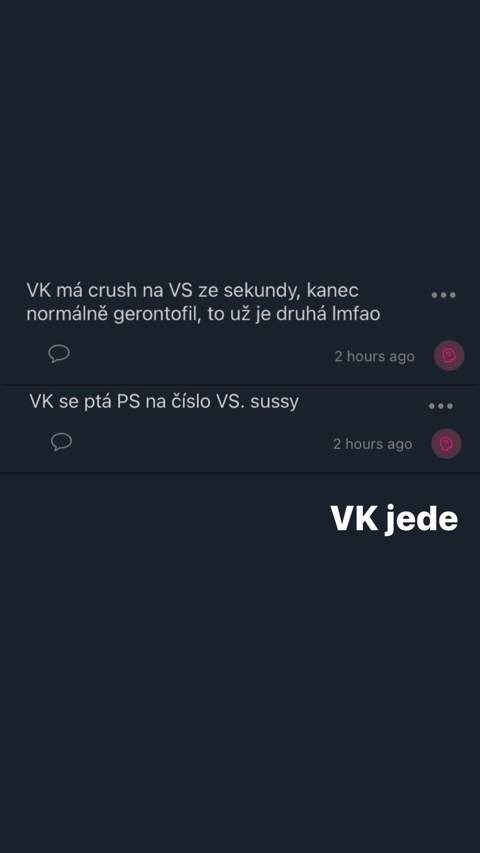 VK má crush na VS ze sekundy, kanec
normálně gerontofil, to už je druhá lmfao
2 hours ago
VK se ptá PS na číslo VS. sussy
2 hours ago
VK jede